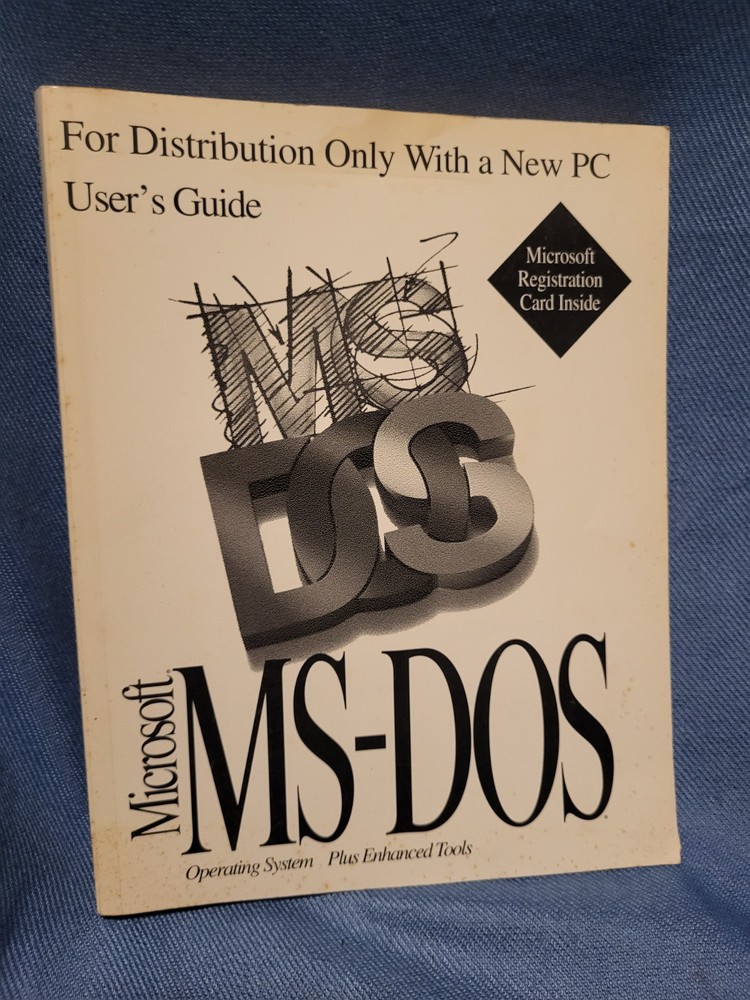 For Distribution Only With a New PC
User's Guide
Microsoft
Registration
Card Inside
MS
DOS
Microsoft®
MS-DOS®
Operating System Plus Enhanced Tools